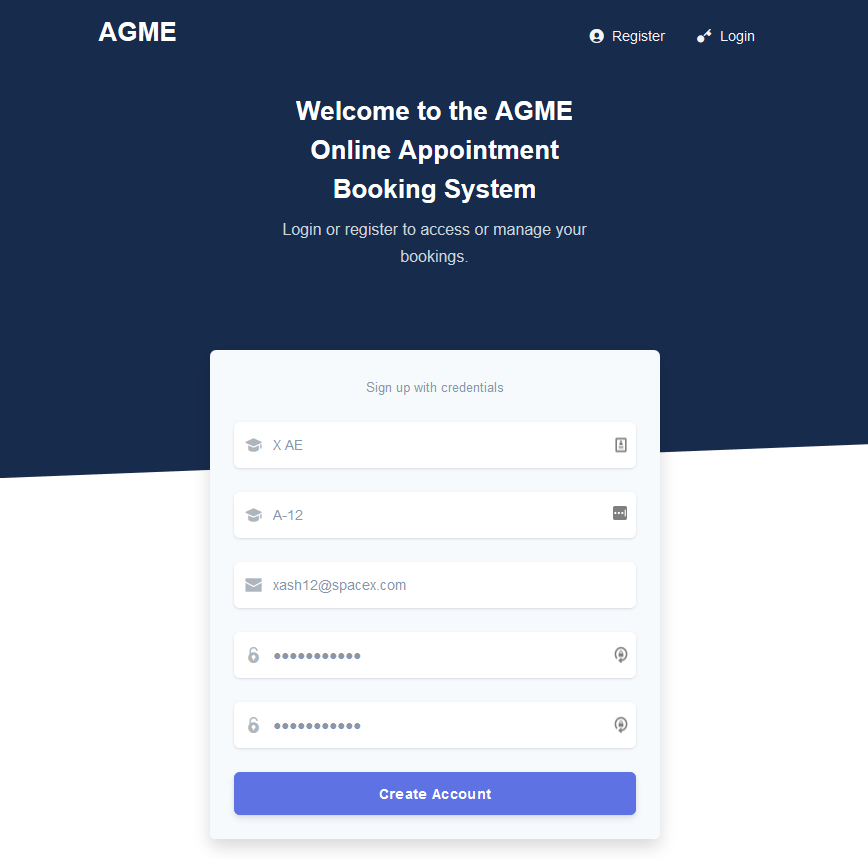 AGME
Register
Login
Welcome to the AGME
Online Appointment
Booking System
Login or register to access or manage your
bookings.
Sign up with credentials
X AE
A-12
xash12@spacex.com
●●●●●●●●●●●
●●●●●●●●●●●
Create Account